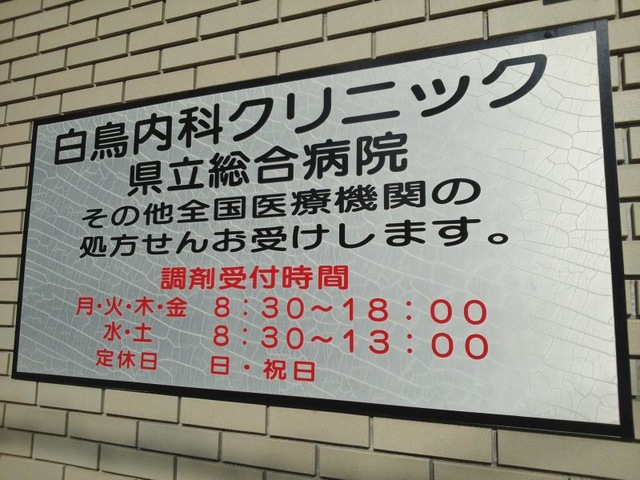 白鳥内科クリニック
県立総合病院
その他全国医療機関の
処方せんお受けします。
調剤受付時間
月・火・木・金 8：30〜18：00
水・土 8：30〜13：00
定休日 日・祝日